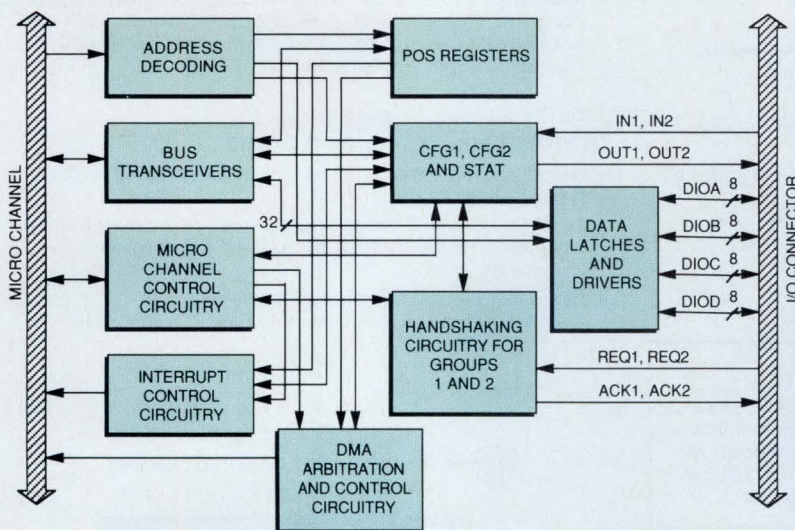 MICRO CHANNEL
ADDRESS
DECODING
POS REGISTERS
BUS
TRANSCEIVERS
CFG1, CFG2
AND STAT
IN1, IN2
OUT1, OUT2
32
MICRO
CHANNEL
CONTROL
CIRCUITRY
DATA
LATCHES
AND
DRIVERS
DIOA 8
DIOB 8
DIOC 8
DIOD 8
HANDSHAKING
CIRCUITRY FOR
GROUPS
1 AND 2
REQ1, REQ2
ACK1, ACK2
INTERRUPT
CONTROL
CIRCUITRY
DMA
ARBITRATION
AND CONTROL
CIRCUITRY
I/O CONNECTOR